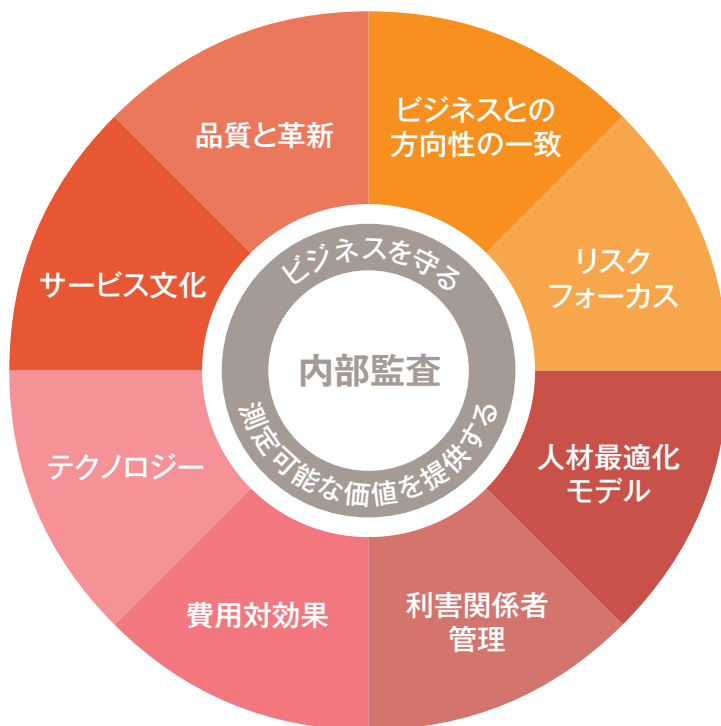 品質と革新
ビジネスとの
方向性の一致
サービス文化
リスク
フォーカス
ビジネスを守る
内部監査
測定可能な価値を提供する
テクノロジー
人材最適化
モデル
費用対効果
利害関係者
管理